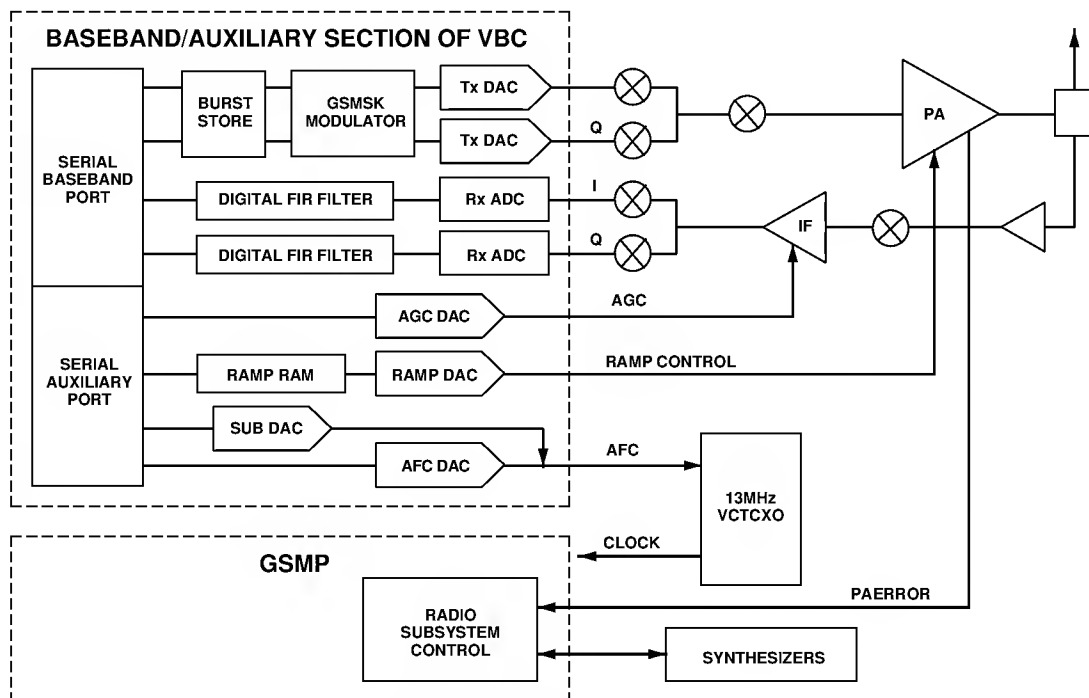 BASEBAND/AUXILIARY SECTION OF VBC
SERIAL
BASEBAND
PORT
BURST
STORE
GSMSK
MODULATOR
Tx DAC
Tx DAC
Q
PA
DIGITAL FIR FILTER
Rx ADC
I
DIGITAL FIR FILTER
Rx ADC
Q
IF
SERIAL
AUXILIARY
PORT
AGC DAC
AGC
RAMP RAM
RAMP DAC
RAMP CONTROL
SUB DAC
AFC DAC
AFC
13MHz
VCTCXO
CLOCK
GSMP
RADIO
SUBSYSTEM
CONTROL
PAERROR
SYNTHESIZERS